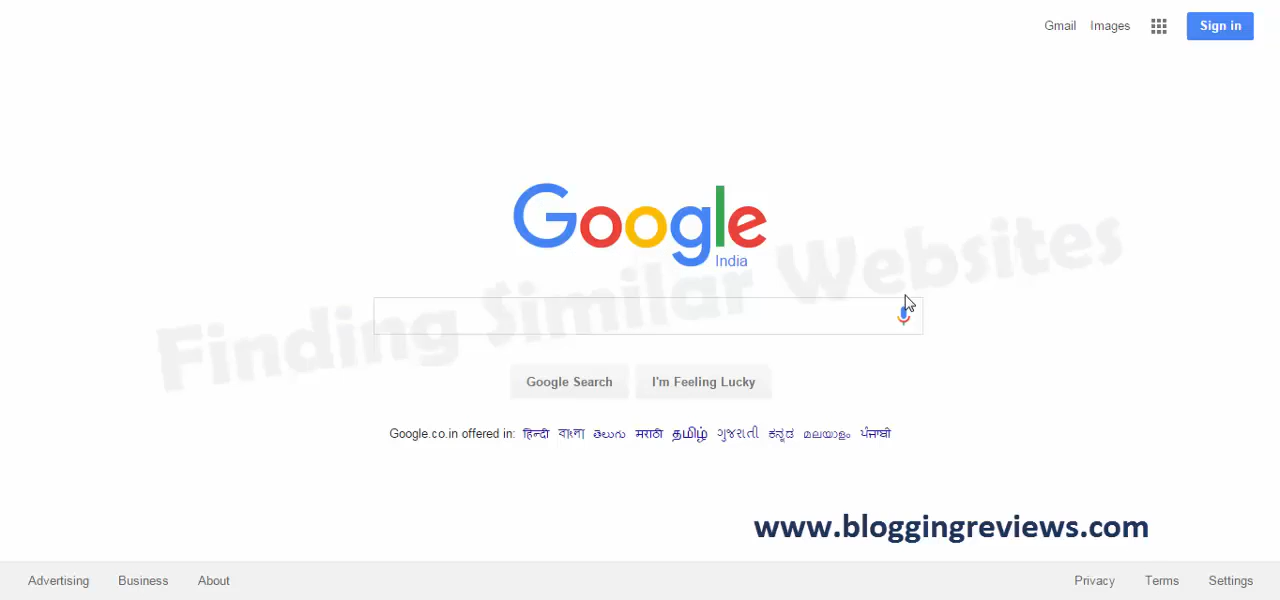 Gmail Images Sign in
Google
India
Finding Similar Websites
Google Search I'm Feeling Lucky
Google.co.in offered in: हिन्दी বাংলা తెలుగు मराठी தமிழ் ગુજરાતી ಕನ್ನಡ മലയാളം ਪੰਜਾਬੀ
www.bloggingreviews.com
Advertising Business About Privacy Terms Settings